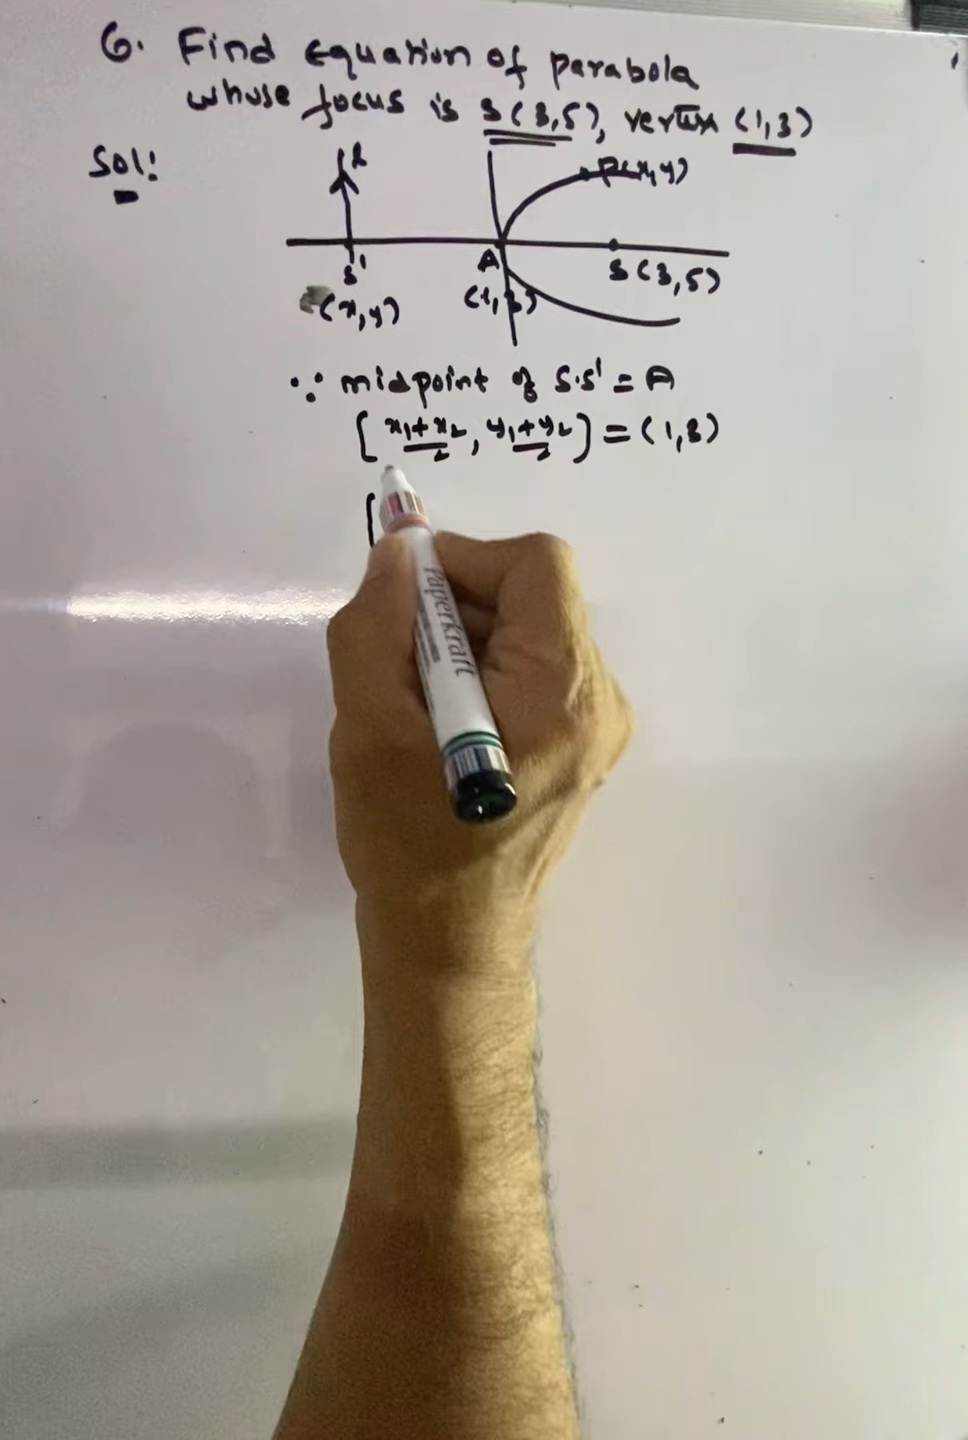 6. Find Equation of parabola
whose focus is S(3,5), vertex (1,3)
Sol:
l
P(x,y)
S'
A
S(3,5)
(x,y)
(1,3)
∵ midpoint of S.S' = A
[x₁+x₂/2, y₁+y₂/2] = (1,3)
[
Paperkraft